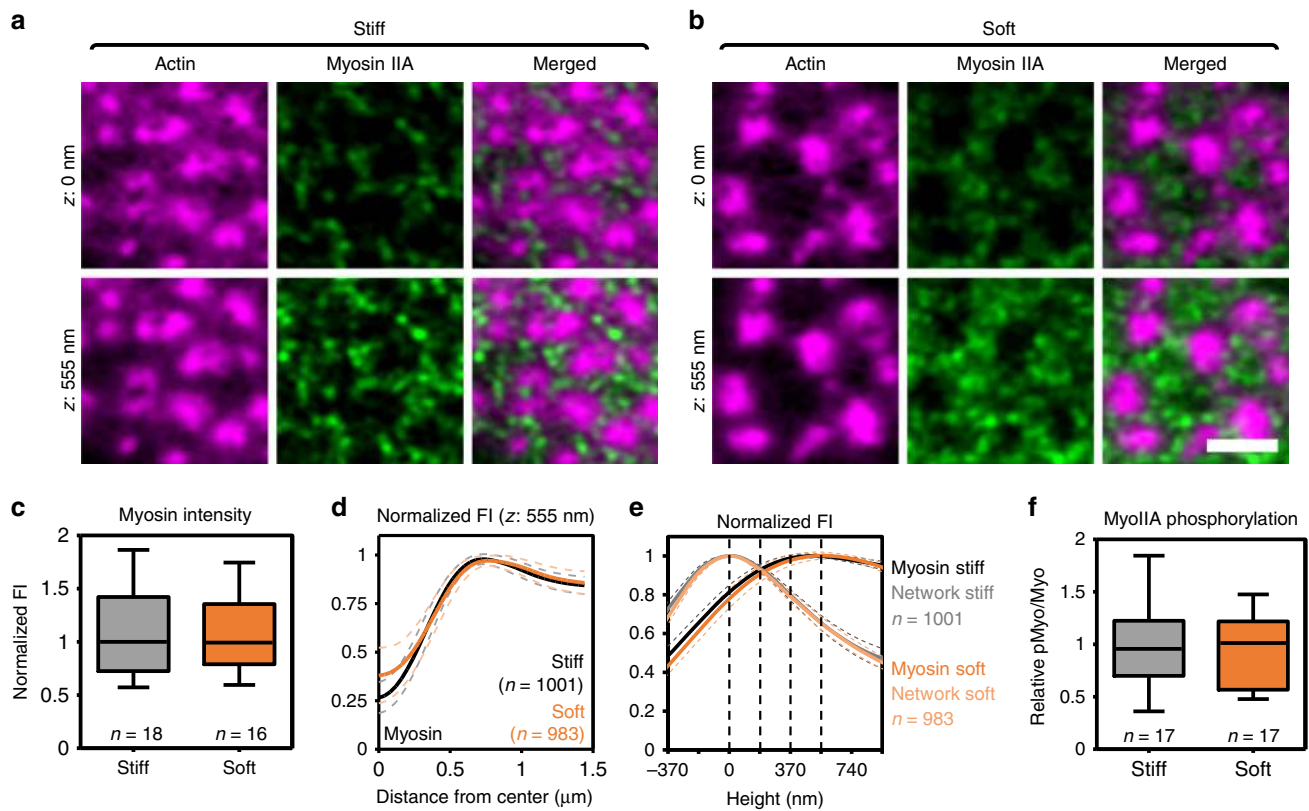 a
Stiff
Actin Myosin IIA Merged
z: 0 nm
z: 555 nm
b
Soft
Actin Myosin IIA Merged
z: 0 nm
z: 555 nm
c
Myosin intensity
Normalized FI
2
1.5
1
0.5
0
n = 18 n = 16
Stiff Soft
d
Normalized FI (z: 555 nm)
1
0.75
0.5
0.25
0
Stiff
(n = 1001)
Soft
(n = 983)
Myosin
0 0.5 1 1.5
Distance from center (μm)
e
Normalized FI
1
0.8
0.6
0.4
0.2
0
Myosin stiff
Network stiff
n = 1001
Myosin soft
Network soft
n = 983
–370 0 370 740
Height (nm)
f
MyoIIA phosphorylation
Relative pMyo/Myo
2
1.5
1
0.5
0
n = 17 n = 17
Stiff Soft